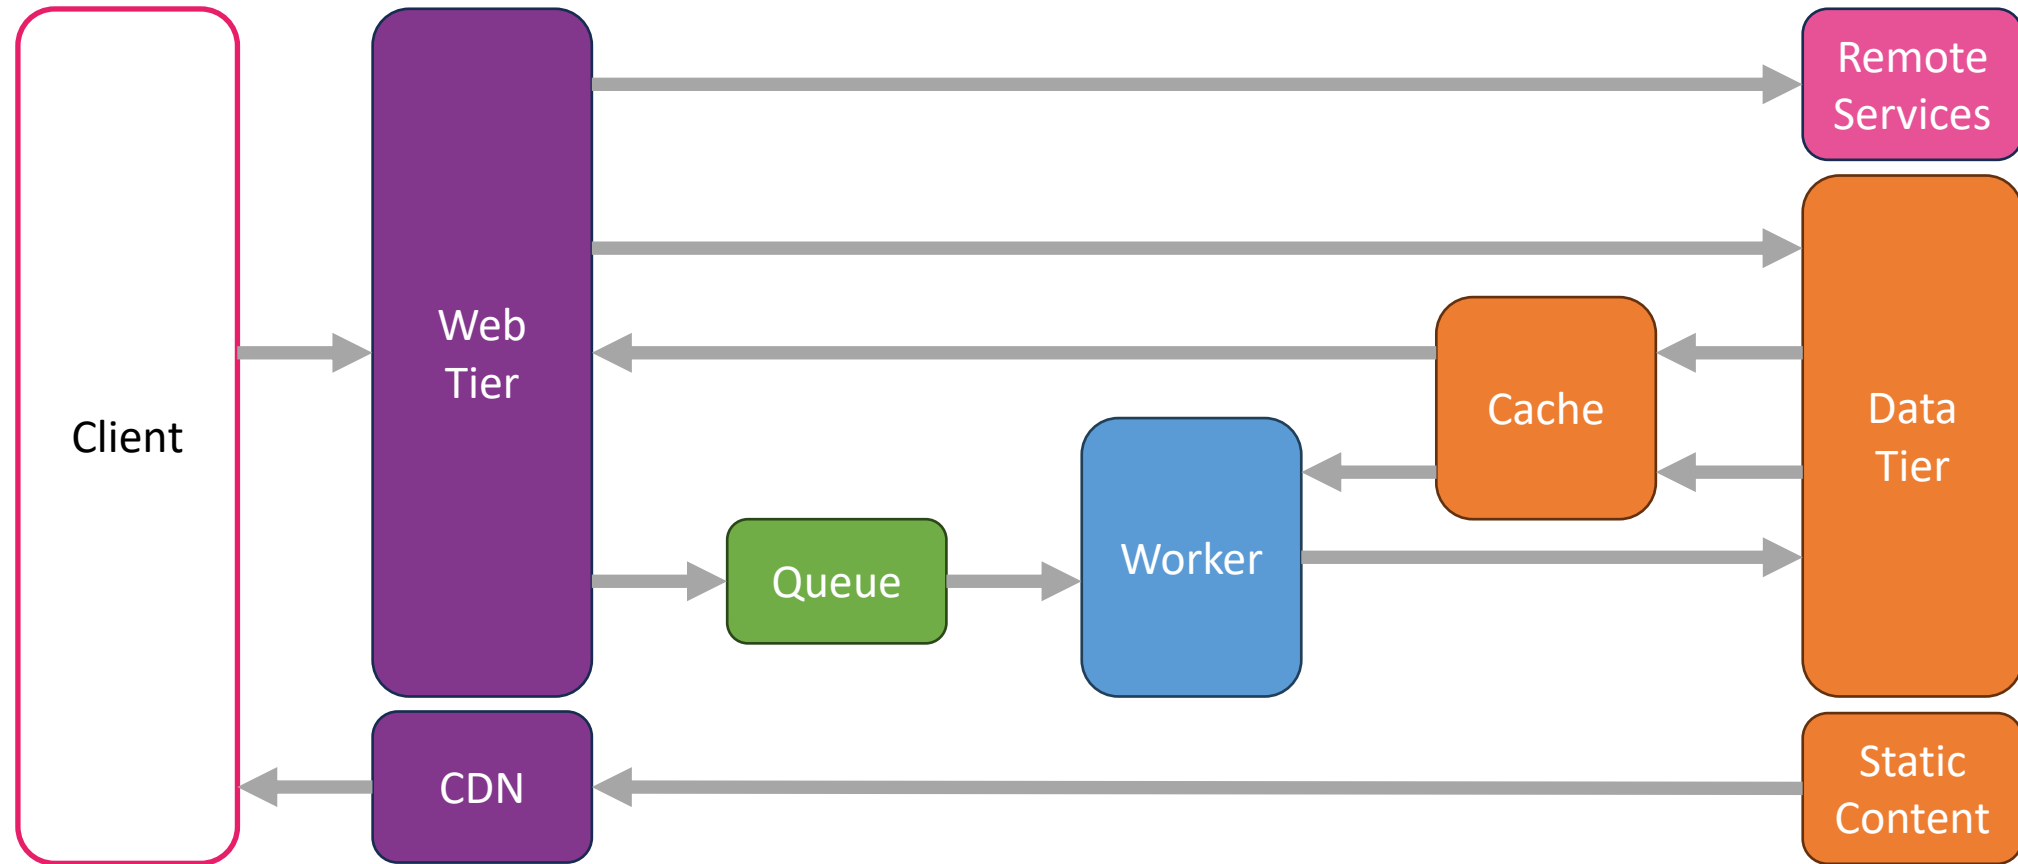 Client
Web
Tier
CDN
Queue
Worker
Cache
Remote
Services
Data
Tier
Static
Content